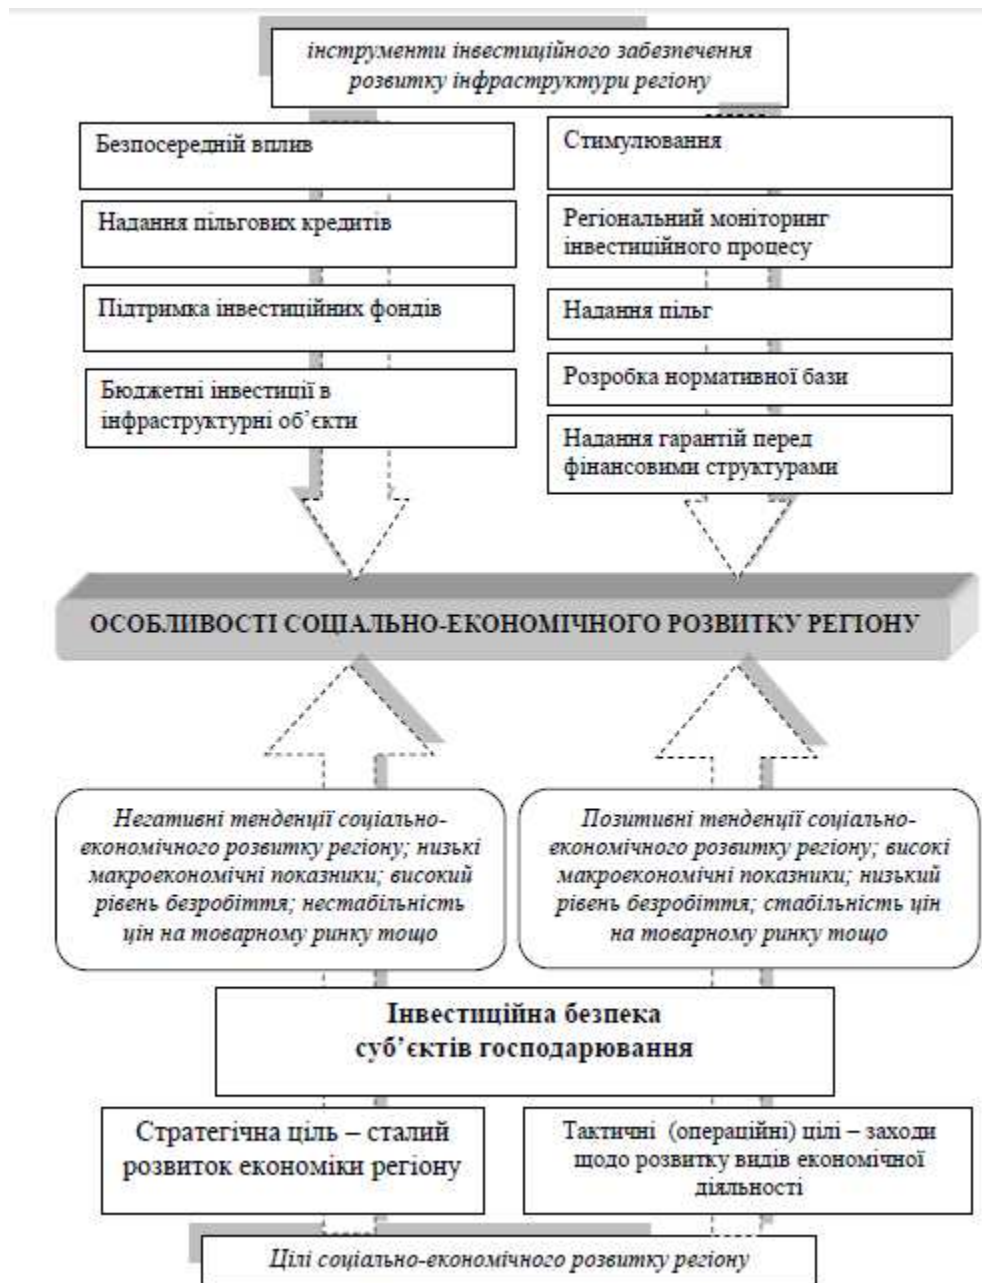 інструменти інвестиційного забезпечення
розвитку інфраструктури регіону
Безпосередній вплив
Надання пільгових кредитів
Підтримка інвестиційних фондів
Бюджетні інвестиції в
інфраструктурні об’єкти
Стимулювання
Регіональний моніторинг
інвестиційного процесу
Надання пільг
Розробка нормативної бази
Надання гарантій перед
фінансовими структурами
ОСОБЛИВОСТІ СОЦІАЛЬНО-ЕКОНОМІЧНОГО РОЗВИТКУ РЕГІОНУ
Негативні тенденції соціально-
економічного розвитку регіону; низькі
макроекономічні показники; високий
рівень безробіття; нестабільність
цін на товарному ринку тощо
Позитивні тенденції соціально-
економічного розвитку регіону; високі
макроекономічні показники; низький
рівень безробіття; стабільність цін
на товарному ринку тощо
Інвестиційна безпека
суб’єктів господарювання
Стратегічна ціль – сталий
розвиток економіки регіону
Тактичні (операційні) цілі – заходи
щодо розвитку видів економічної
діяльності
Цілі соціально-економічного розвитку регіону